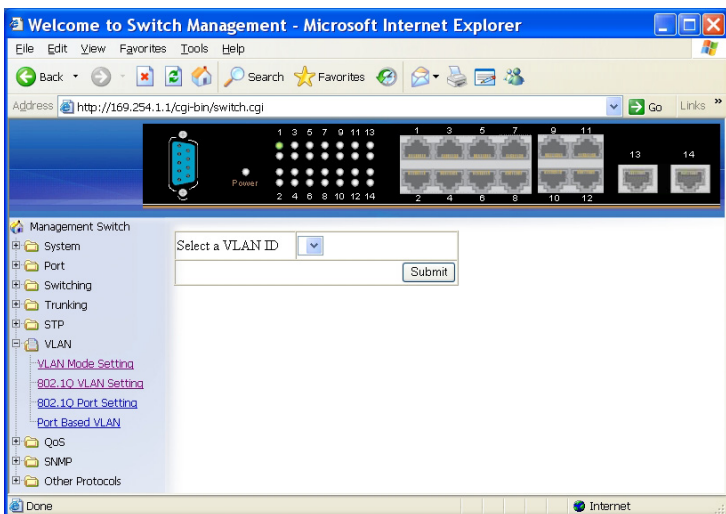 Welcome to Switch Management - Microsoft Internet Explorer
File Edit View Favorites Tools Help
Back Search Favorites
Address http://169.254.1.1/cgi-bin/switch.cgi Go Links »
1 3 5 7 9 11 13
Power
2 4 6 8 10 12 14
1 3 5 7 9 11
13 14
2 4 6 8 10 12
Management Switch
System
Port
Switching
Trunking
STP
VLAN
VLAN Mode Setting
802.1Q VLAN Setting
802.1Q Port Setting
Port Based VLAN
QoS
SNMP
Other Protocols
Select a VLAN ID
Submit
Done Internet